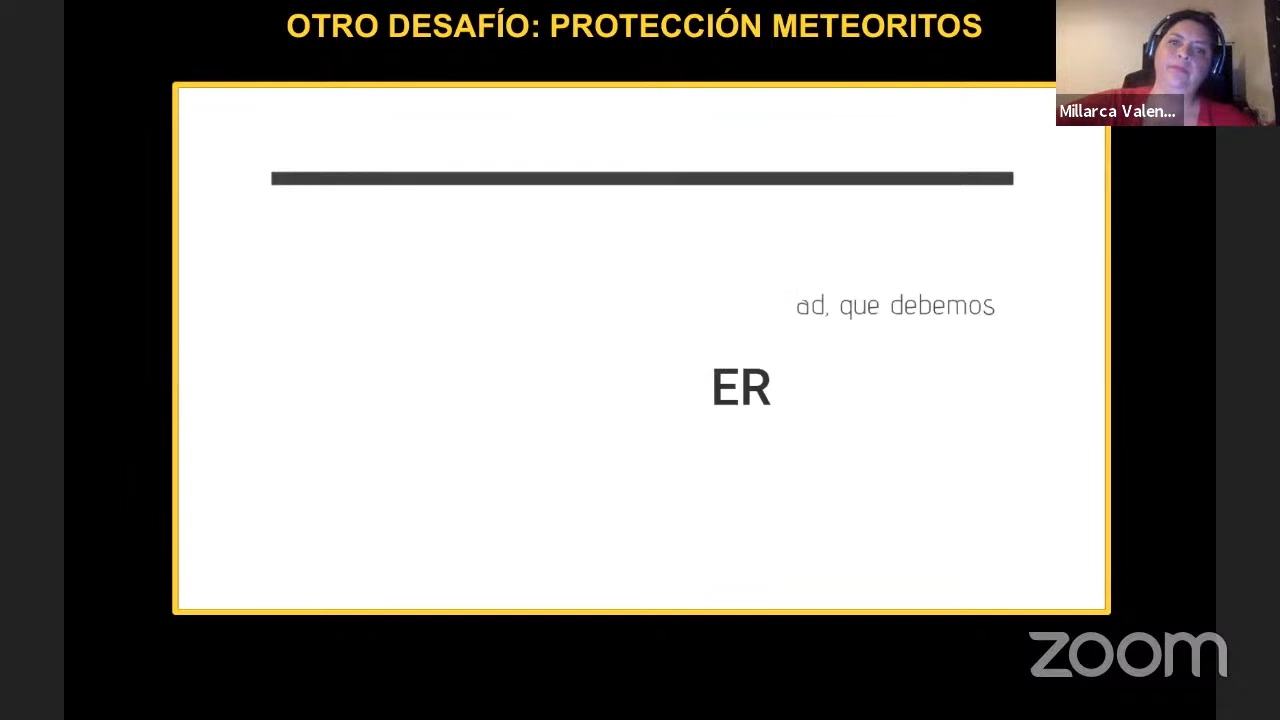 OTRO DESAFÍO: PROTECCIÓN METEORITOS
Millarca Valen...
ad, que debemos
ER
zoom